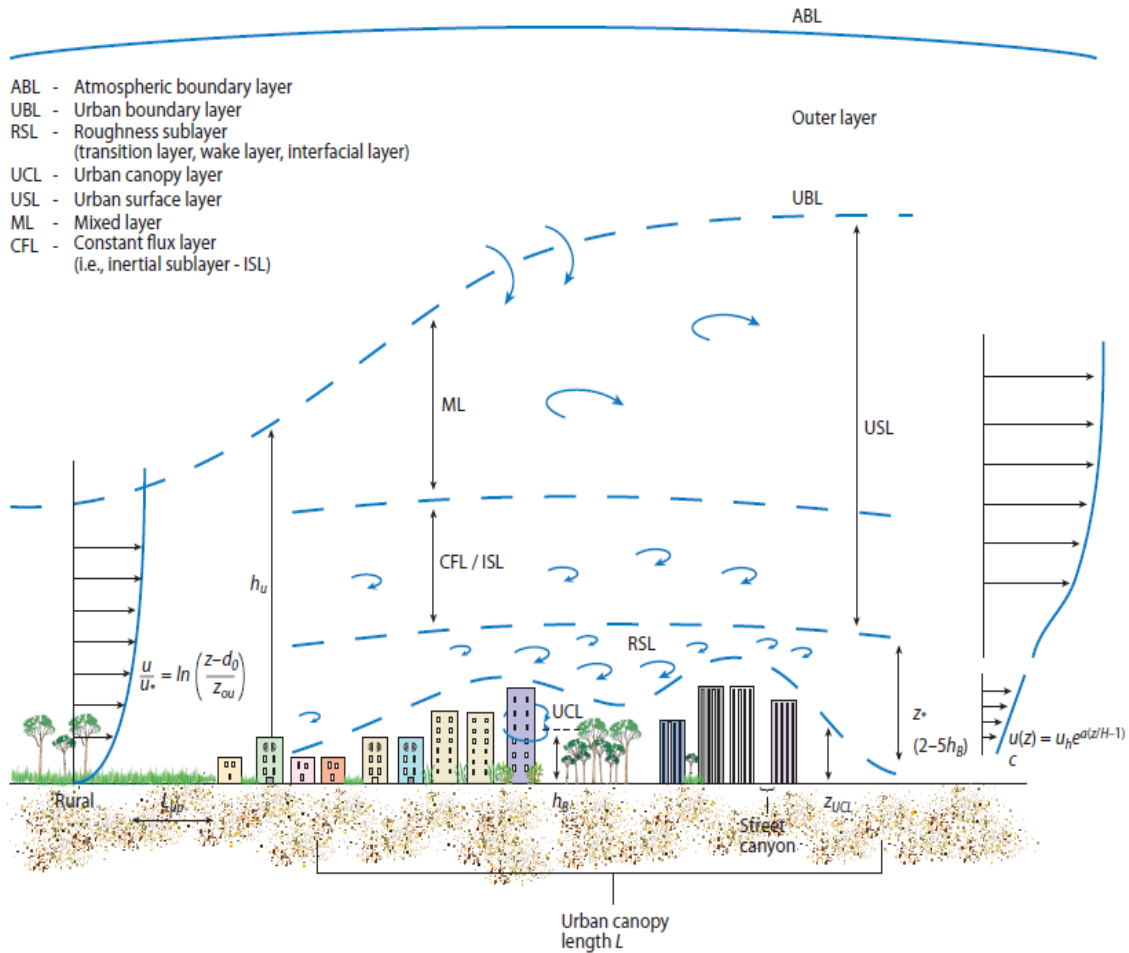 ABL
ABL - Atmospheric boundary layer
UBL - Urban boundary layer
RSL - Roughness sublayer
(transition layer, wake layer, interfacial layer)
UCL - Urban canopy layer
USL - Urban surface layer
ML - Mixed layer
CFL - Constant flux layer
(i.e., inertial sublayer - ISL)
Outer layer
UBL
ML
USL
CFL / ISL
h_u
RSL
u/u_* = ln (z–d_0/z_ou)
UCL
z_*
(2–5h_B)
u(z) = u_h e^a(z/H–1)
c
Rural
L_up
h_B
z_UCL
Street
canyon
Urban canopy
length L